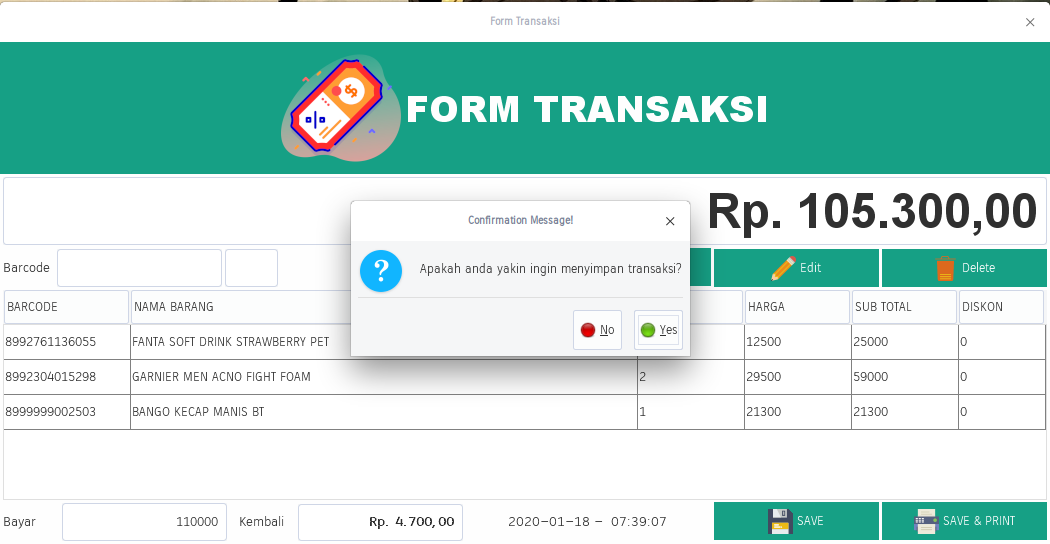 Form Transaksi
FORM TRANSAKSI
Rp. 105.300,00
Confirmation Message!
Apakah anda yakin ingin menyimpan transaksi?
No Yes
Barcode Edit Delete
BARCODE NAMA BARANG HARGA SUB TOTAL DISKON
8992761136055 FANTA SOFT DRINK STRAWBERRY PET 12500 25000 0
8992304015298 GARNIER MEN ACNO FIGHT FOAM 2 29500 59000 0
8999999002503 BANGO KECAP MANIS BT 1 21300 21300 0
Bayar 110000 Kembali Rp. 4.700,00 2020-01-18 - 07:39:07 SAVE SAVE & PRINT